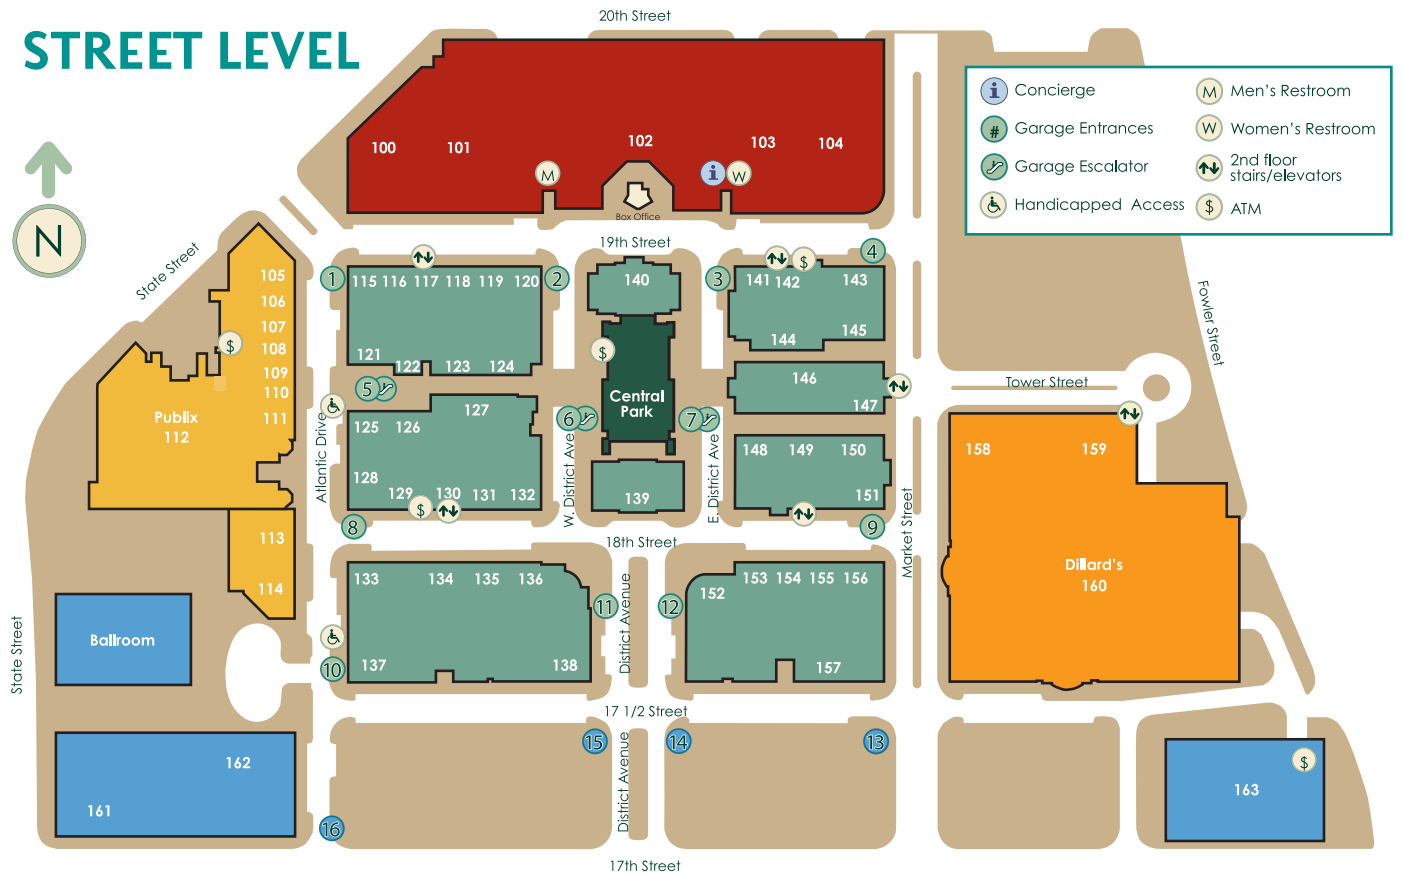 20th Street
STREET LEVEL
i Concierge
M Men's Restroom
# Garage Entrances
W Women's Restroom
Garage Escalator
2nd floor
stairs/elevators
Handicapped Access
$ ATM
N
100 101 102 103 104
M i W
Box Office
State Street
19th Street
Fowler Street
105
106
107
$ 108
109
110
111
Publix
112
113
114
Atlantic Drive
1 2 3 4
115 116 117 118 119 120
121 122 123 124
5
125 126 127
128 129 130 131 132
$
8
140
$
Central
Park
6 7
139
W. District Ave
E. District Ave
$
141 142 143
144 145
146
147
148 149 150
151
9
Market Street
Tower Street
158 159
Dillard's
160
18th Street
133 134 135 136
137 138
11 12
District Avenue
152 153 154 155 156
157
10
Ballroom
State Street
17 1/2 Street
15 14 13
District Avenue
162
161
16
$
163
17th Street